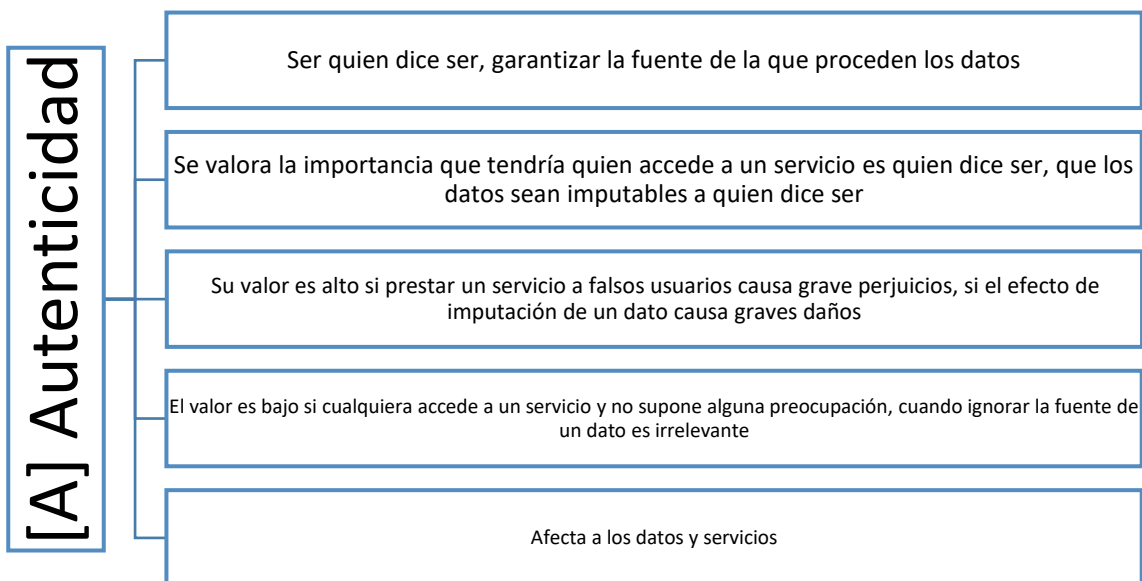 [A] Autenticidad
Ser quien dice ser, garantizar la fuente de la que proceden los datos
Se valora la importancia que tendría quien accede a un servicio es quien dice ser, que los
datos sean imputables a quien dice ser
Su valor es alto si prestar un servicio a falsos usuarios causa grave perjuicios, si el efecto de
imputación de un dato causa graves daños
El valor es bajo si cualquiera accede a un servicio y no supone alguna preocupación, cuando ignorar la fuente de
un dato es irrelevante
Afecta a los datos y servicios